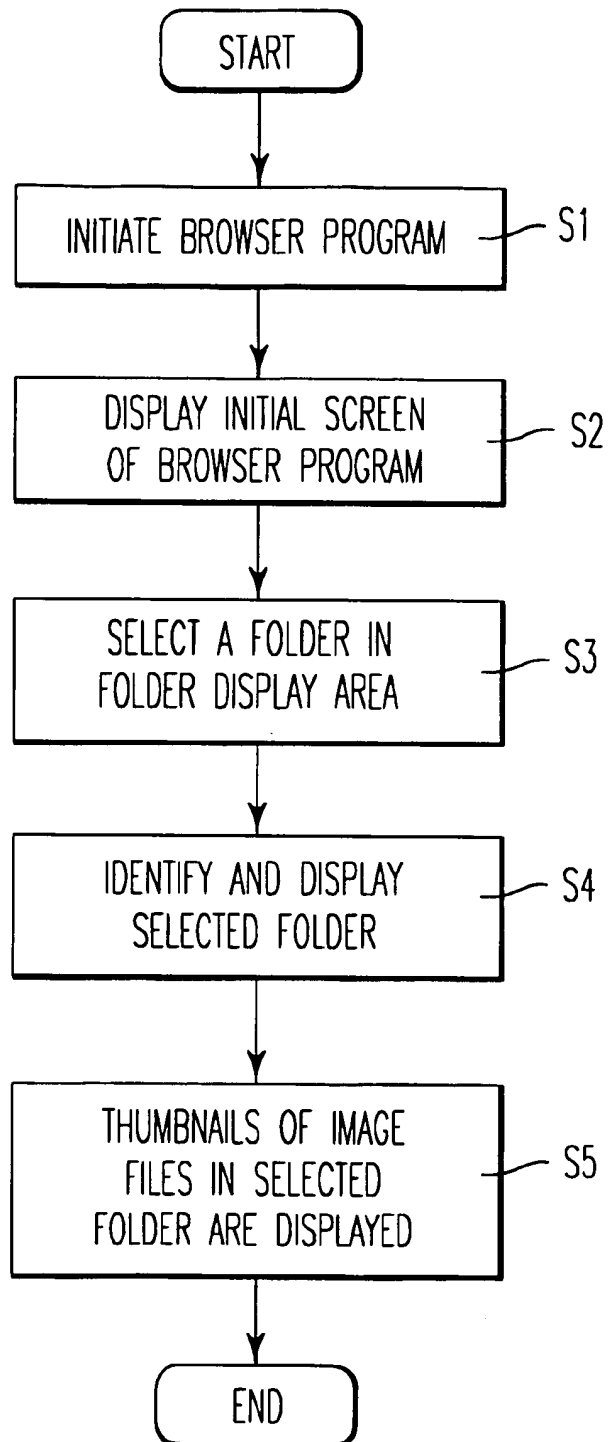 START
INITIATE BROWSER PROGRAM
S1
DISPLAY INITIAL SCREEN
OF BROWSER PROGRAM
S2
SELECT A FOLDER IN
FOLDER DISPLAY AREA
S3
IDENTIFY AND DISPLAY
SELECTED FOLDER
S4
THUMBNAILS OF IMAGE
FILES IN SELECTED
FOLDER ARE DISPLAYED
S5
END